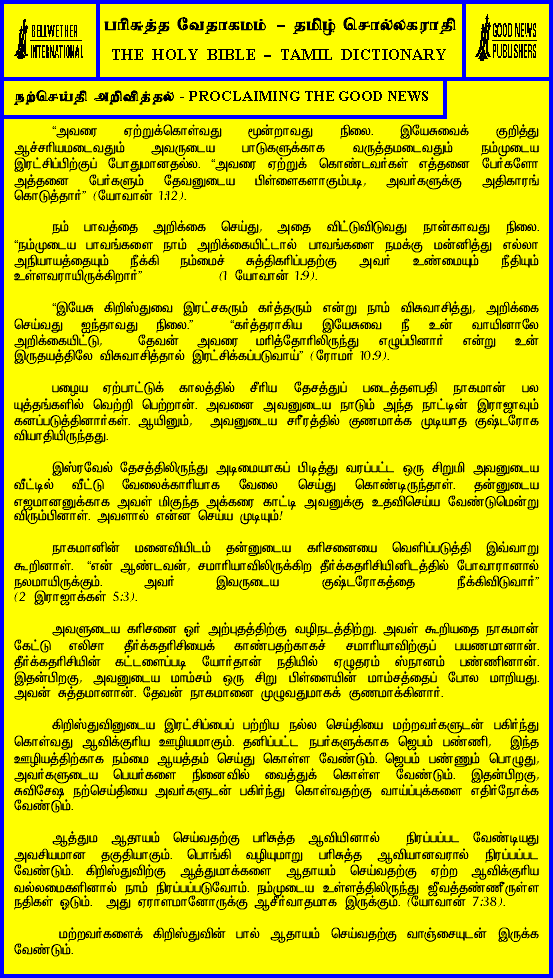 BELLWETHER
INTERNATIONAL
பரிசுத்த வேதாகமம் – தமிழ் சொல்லகராதி
THE HOLY BIBLE – TAMIL DICTIONARY
GOOD NEWS
PUBLISHERS
நற்செய்தி அறிவித்தல் - PROCLAIMING THE GOOD NEWS
“அவரை ஏற்றுக்கொள்வது மூன்றாவது நிலை. இயேசுவைக் குறித்து
ஆச்சரியமடைவதும் அவருடைய பாடுகளுக்காக வருத்தமடைவதும் நம்முடைய
இரட்சிப்பிற்குப் போதுமானதல்ல. “அவரை ஏற்றுக் கொண்டவர்கள் எத்தனை பேர்களோ
அத்தனை பேர்களும் தேவனுடைய பிள்ளைகளாகும்படி, அவர்களுக்கு அதிகாரங்
கொடுத்தார்” (யோவான் 1:12).
நம் பாவத்தை அறிக்கை செய்து, அதை விட்டுவிடுவது நான்காவது நிலை.
“நம்முடைய பாவங்களை நாம் அறிக்கையிட்டால் பாவங்களை நமக்கு மன்னித்து எல்லா
அநியாயத்தையும் நீக்கி நம்மைச் சுத்திகரிப்பதற்கு அவர் உண்மையும் நீதியும்
உள்ளவராயிருக்கிறார்” (1 யோவான் 1:9).
“இயேசு கிறிஸ்துவை இரட்சகரும் கர்த்தரும் என்று நாம் விசுவாசித்து, அறிக்கை
செய்வது ஐந்தாவது நிலை.” “கர்த்தராகிய இயேசுவை நீ உன் வாயினாலே
அறிக்கையிட்டு, தேவன் அவரை மரித்தோரிலிருந்து எழுப்பினார் என்று உன்
இருதயத்திலே விசுவாசித்தால் இரட்சிக்கப்படுவாய்” (ரோமர் 10:9).
பழைய ஏற்பாட்டுக் காலத்தில் சீரிய தேசத்துப் படைத்தளபதி நாகமான் பல
யுத்தங்களில் வெற்றி பெற்றான். அவனை அவனுடைய நாடும் அந்த நாட்டின் இராஜாவும்
கனப்படுத்தினார்கள். ஆயினும், அவனுடைய சரீரத்தில் குணமாக்க முடியாத குஷ்டரோக
வியாதியிருந்தது.
இஸ்ரவேல் தேசத்திலிருந்து அடிமையாகப் பிடித்து வரப்பட்ட ஒரு சிறுமி அவனுடைய
வீட்டில் வீட்டு வேலைக்காரியாக வேலை செய்து கொண்டிருந்தாள். தன்னுடைய
எஜமானனுக்காக அவள் மிகுந்த அக்கரை காட்டி அவனுக்கு உதவிசெய்ய வேண்டுமென்று
விரும்பினாள். அவளால் என்ன செய்ய முடியும்!
நாகமானின் மனைவியிடம் தன்னுடைய கரிசனையை வெளிப்படுத்தி இவ்வாறு
கூறினாள். “என் ஆண்டவன், சமாரியாவிலிருக்கிற தீர்க்கதரிசியினிடத்தில் போவாரானால்
நலமாயிருக்கும். அவர் இவருடைய குஷ்டரோகத்தை நீக்கிவிடுவார்”
(2 இராஜாக்கள் 5:3).
அவளுடைய கரிசனை ஓர் அற்புதத்திற்கு வழிநடத்திற்று. அவள் கூறியதை நாகமான்
கேட்டு எலிசா தீர்க்கதரிசியைக் காண்பதற்காகச் சமாரியாவிற்குப் பயணமானான்.
தீர்க்கதரிசியின் கட்டளைப்படி யோர்தான் நதியில் ஏழுதரம் ஸ்நானம் பண்ணினான்.
இதன்பிறகு, அவனுடைய மாம்சம் ஒரு சிறு பிள்ளையின் மாம்சத்தைப் போல மாறியது.
அவன் சுத்தமானான். தேவன் நாகமானை முழுவதுமாகக் குணமாக்கினார்.
கிறிஸ்துவினுடைய இரட்சிப்பைப் பற்றிய நல்ல செய்தியை மற்றவர்களுடன் பகிர்ந்து
கொள்வது ஆவிக்குரிய ஊழியமாகும். தனிப்பட்ட நபர்களுக்காக ஜெபம் பண்ணி, இந்த
ஊழியத்திற்காக நம்மை ஆயத்தம் செய்து கொள்ள வேண்டும். ஜெபம் பண்ணும் பொழுது,
அவர்களுடைய பெயர்களை நினைவில் வைத்துக் கொள்ள வேண்டும். இதன்பிறகு,
சுவிசேஷ நற்செய்தியை அவர்களுடன் பகிர்ந்து கொள்வதற்கு வாய்ப்புக்களை எதிர்நோக்க
வேண்டும்.
ஆத்தும ஆதாயம் செய்வதற்கு பரிசுத்த ஆவியினால் நிரப்பப்பட வேண்டியது
அவசியமான தகுதியாகும். பொங்கி வழியுமாறு பரிசுத்த ஆவியானவரால் நிரப்பப்பட
வேண்டும். கிறிஸ்துவிற்கு ஆத்துமாக்களை ஆதாயம் செய்வதற்கு ஏற்ற ஆவிக்குரிய
வல்லமைகளினால் நாம் நிரப்பப்படுவோம். நம்முடைய உள்ளத்திலிருந்து ஜீவத்தண்ணீருள்ள
நதிகள் ஓடும். அது ஏராளமானோருக்கு ஆசீர்வாதமாக இருக்கும். (யோவான் 7:38).
மற்றவர்களைக் கிறிஸ்துவின் பால் ஆதாயம் செய்வதற்கு வாஞ்சையுடன் இருக்க
வேண்டும்.